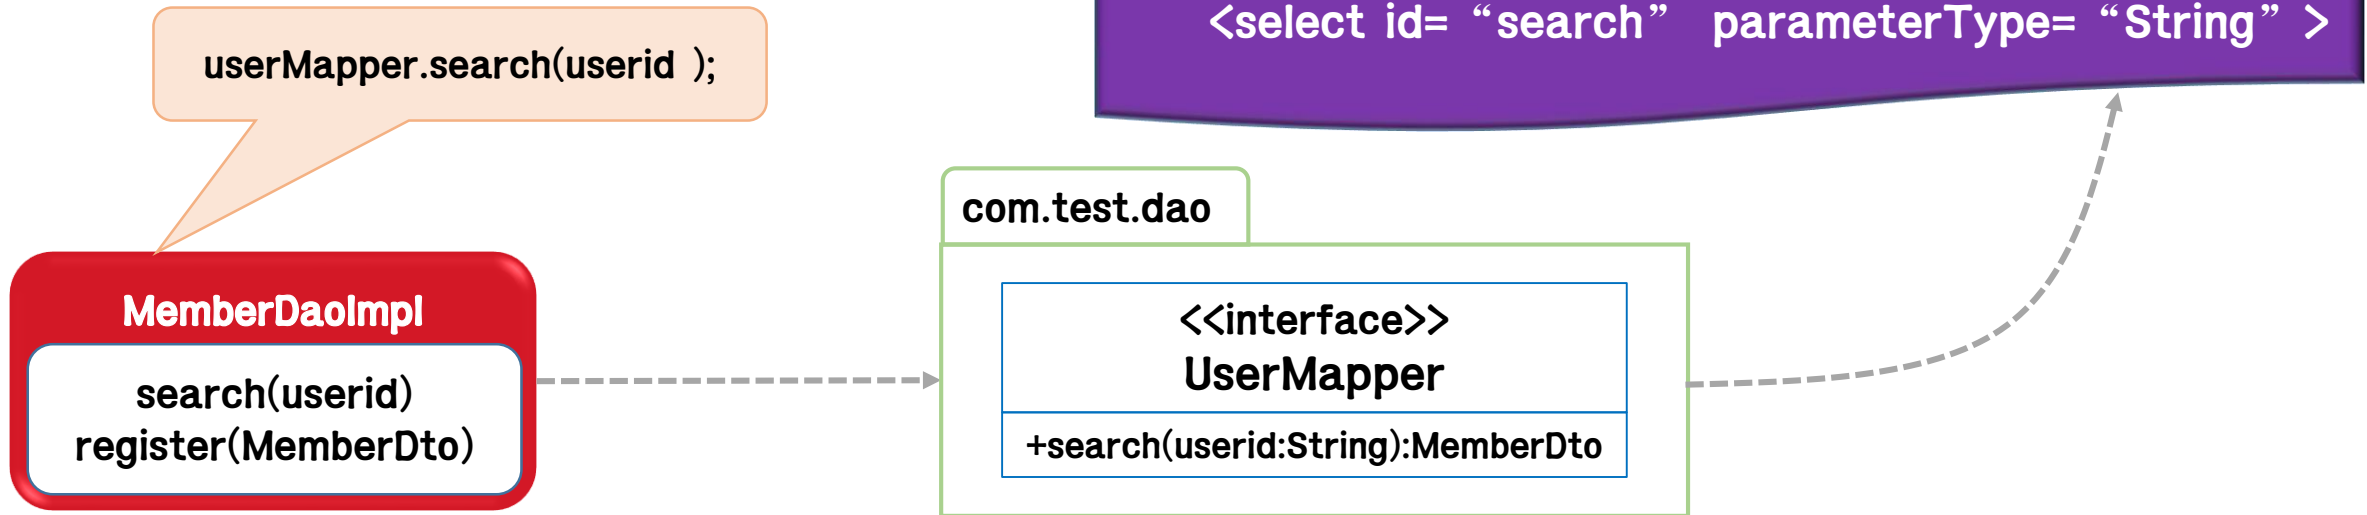 <select id= “search” parameterType= “String” >
userMapper.search(userid );
com.test.dao
MemberDaoImpl
search(userid)
register(MemberDto)
<<interface>>
UserMapper
+search(userid:String):MemberDto